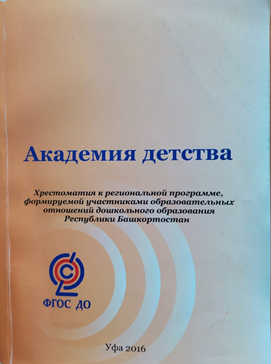 Академия детства
Хрестоматия к региональной программе,
формируемой участниками образовательных
отношений дошкольного образования
Республики Башкортостан
ФГОС ДО
Уфа 2016